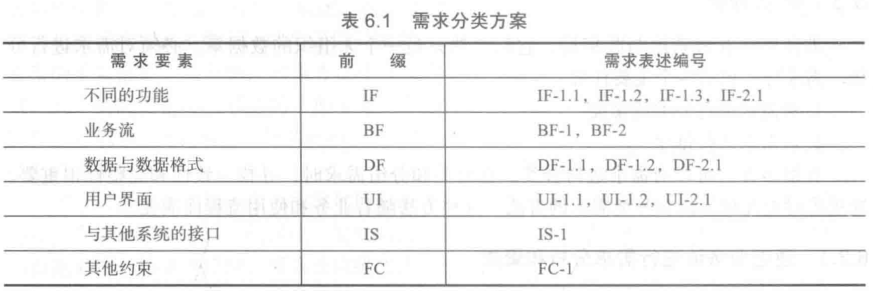 表 6.1 需求分类方案
需求要素 前缀 需求表述编号
不同的功能 IF IF-1.1，IF-1.2，IF-1.3，IF-2.1
业务流 BF BF-1，BF-2
数据与数据格式 DF DF-1.1，DF-1.2，DF-2.1
用户界面 UI UI-1.1，UI-1.2，UI-2.1
与其他系统的接口 IS IS-1
其他约束 FC FC-1